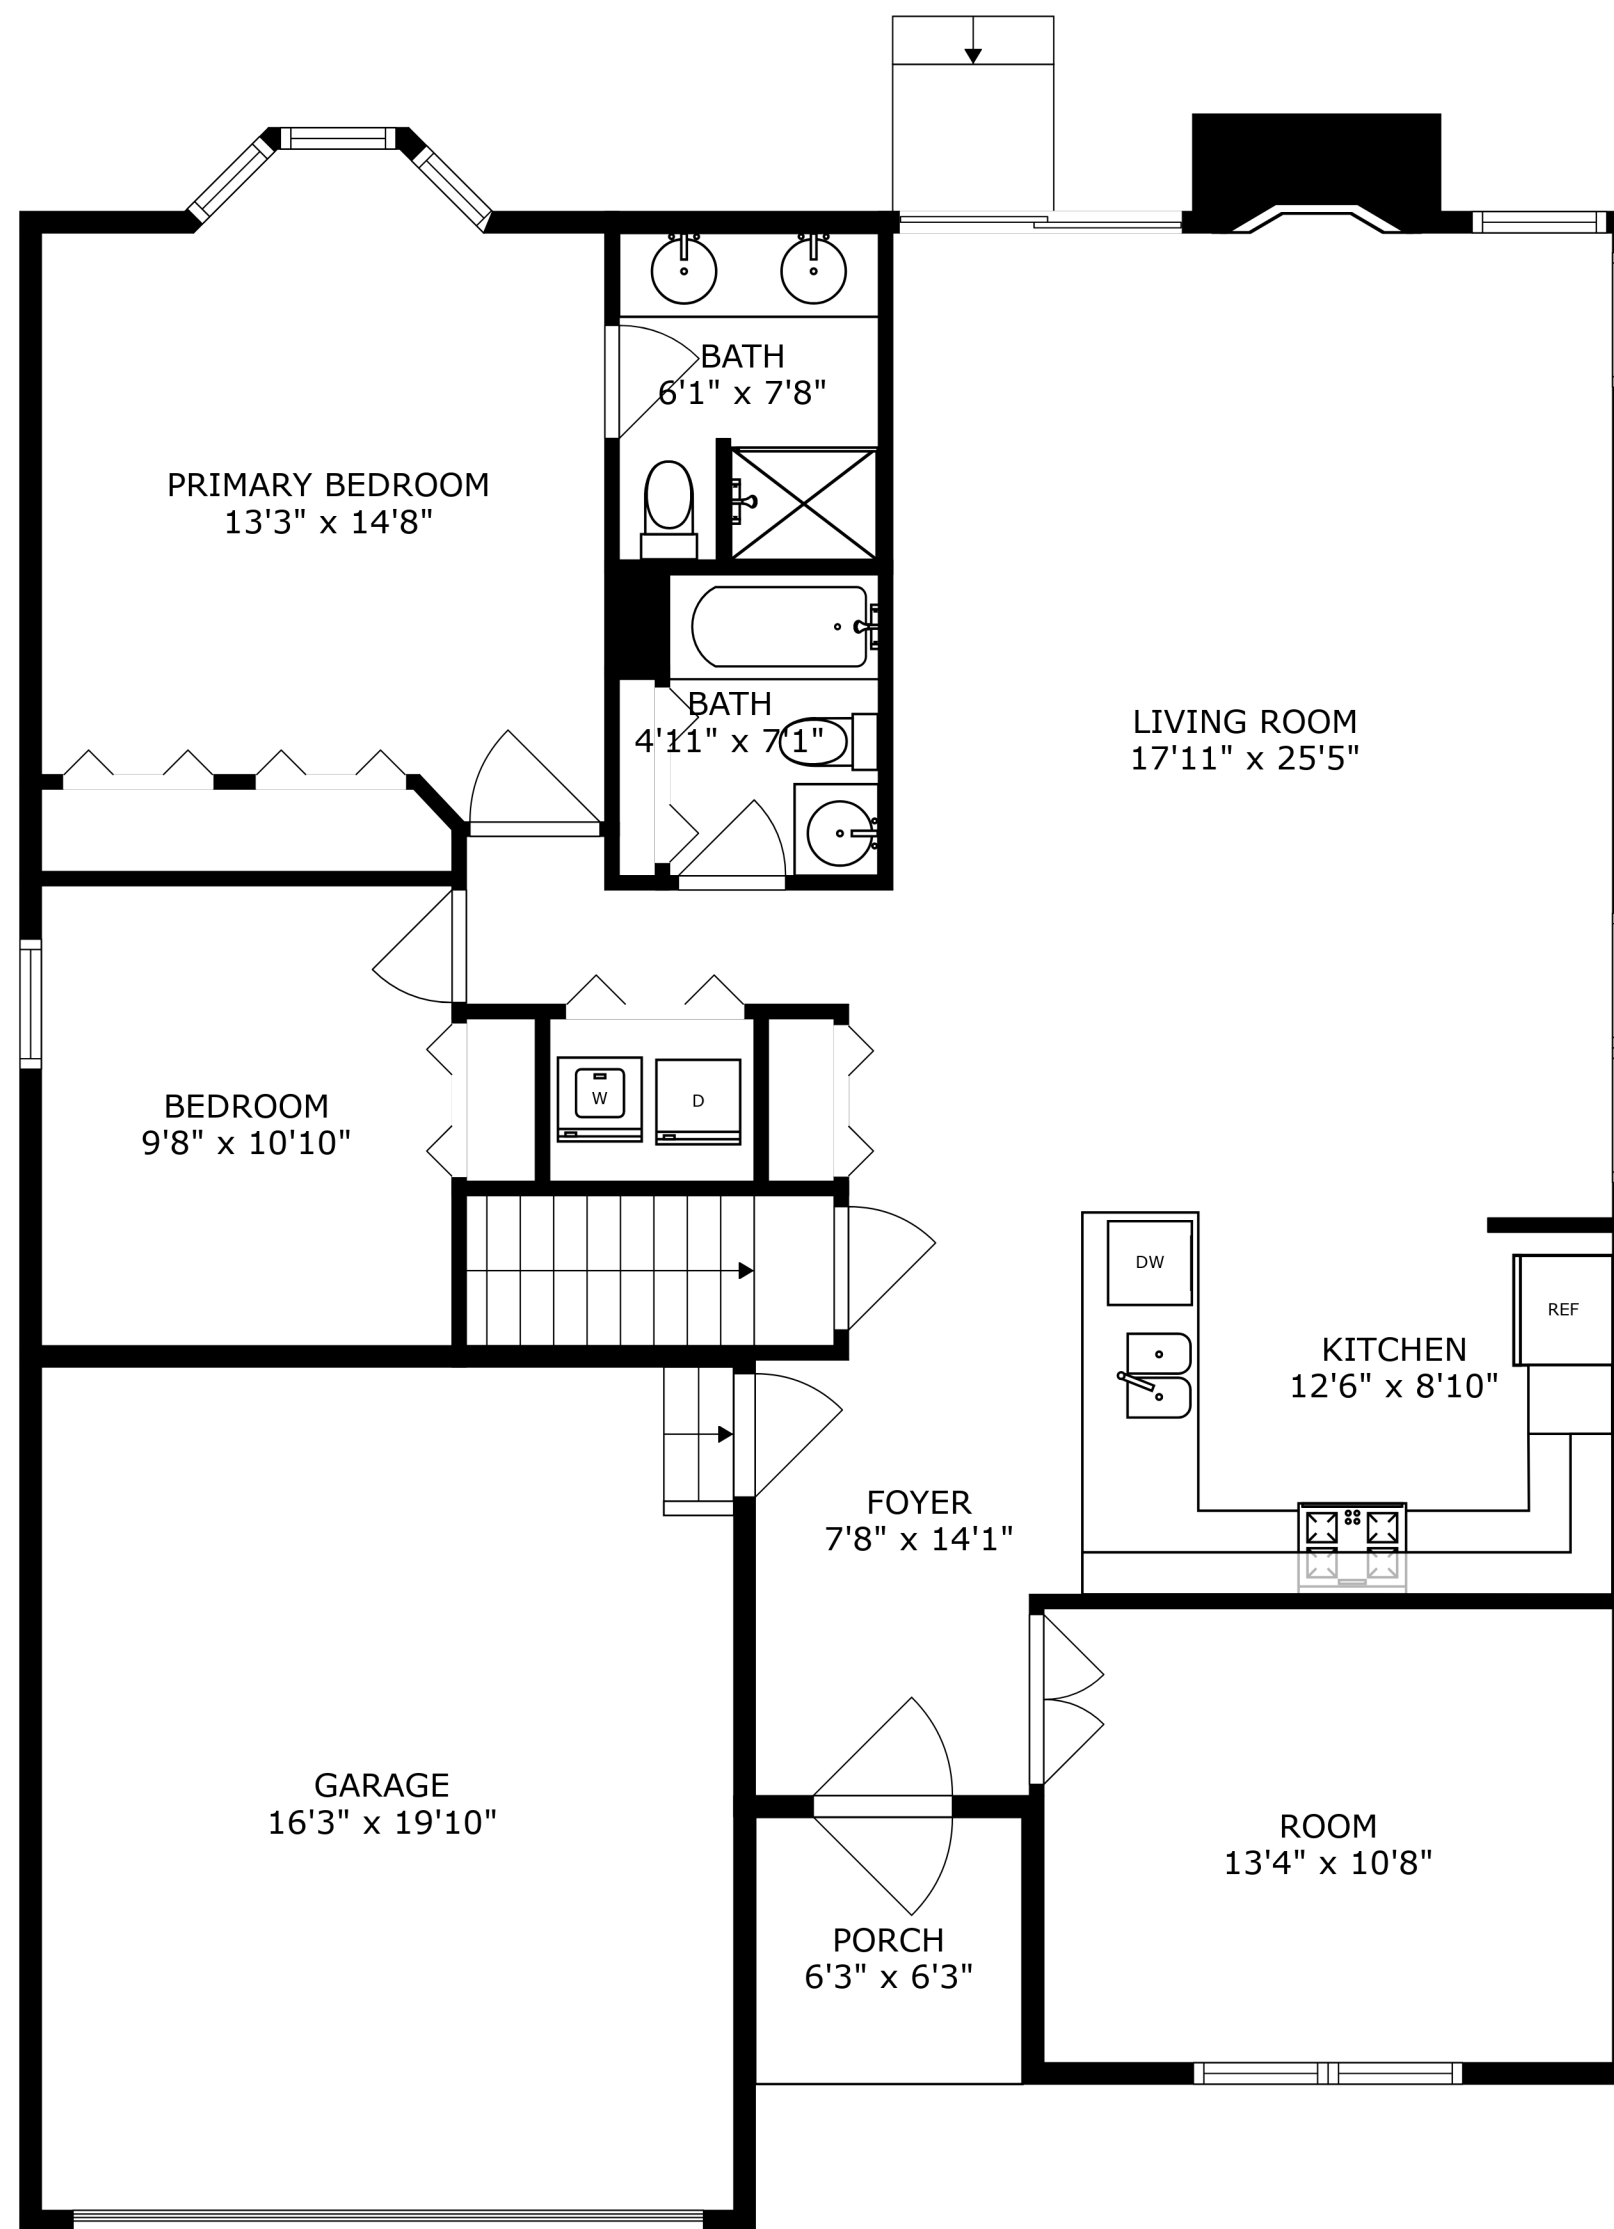 BATH
6'1" x 7'8"
PRIMARY BEDROOM
13'3" x 14'8"
BATH
4'11" x 7'1"
LIVING ROOM
17'11" x 25'5"
BEDROOM
9'8" x 10'10"
W
D
DW
REF
KITCHEN
12'6" x 8'10"
FOYER
7'8" x 14'1"
GARAGE
16'3" x 19'10"
ROOM
13'4" x 10'8"
PORCH
6'3" x 6'3"